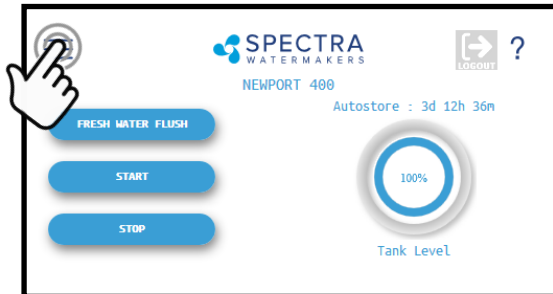 SPECTRA
WATERMAKERS
LOGOUT
?
NEWPORT 400
Autostore : 3d 12h 36m
FRESH WATER FLUSH
START
100%
STOP
Tank Level